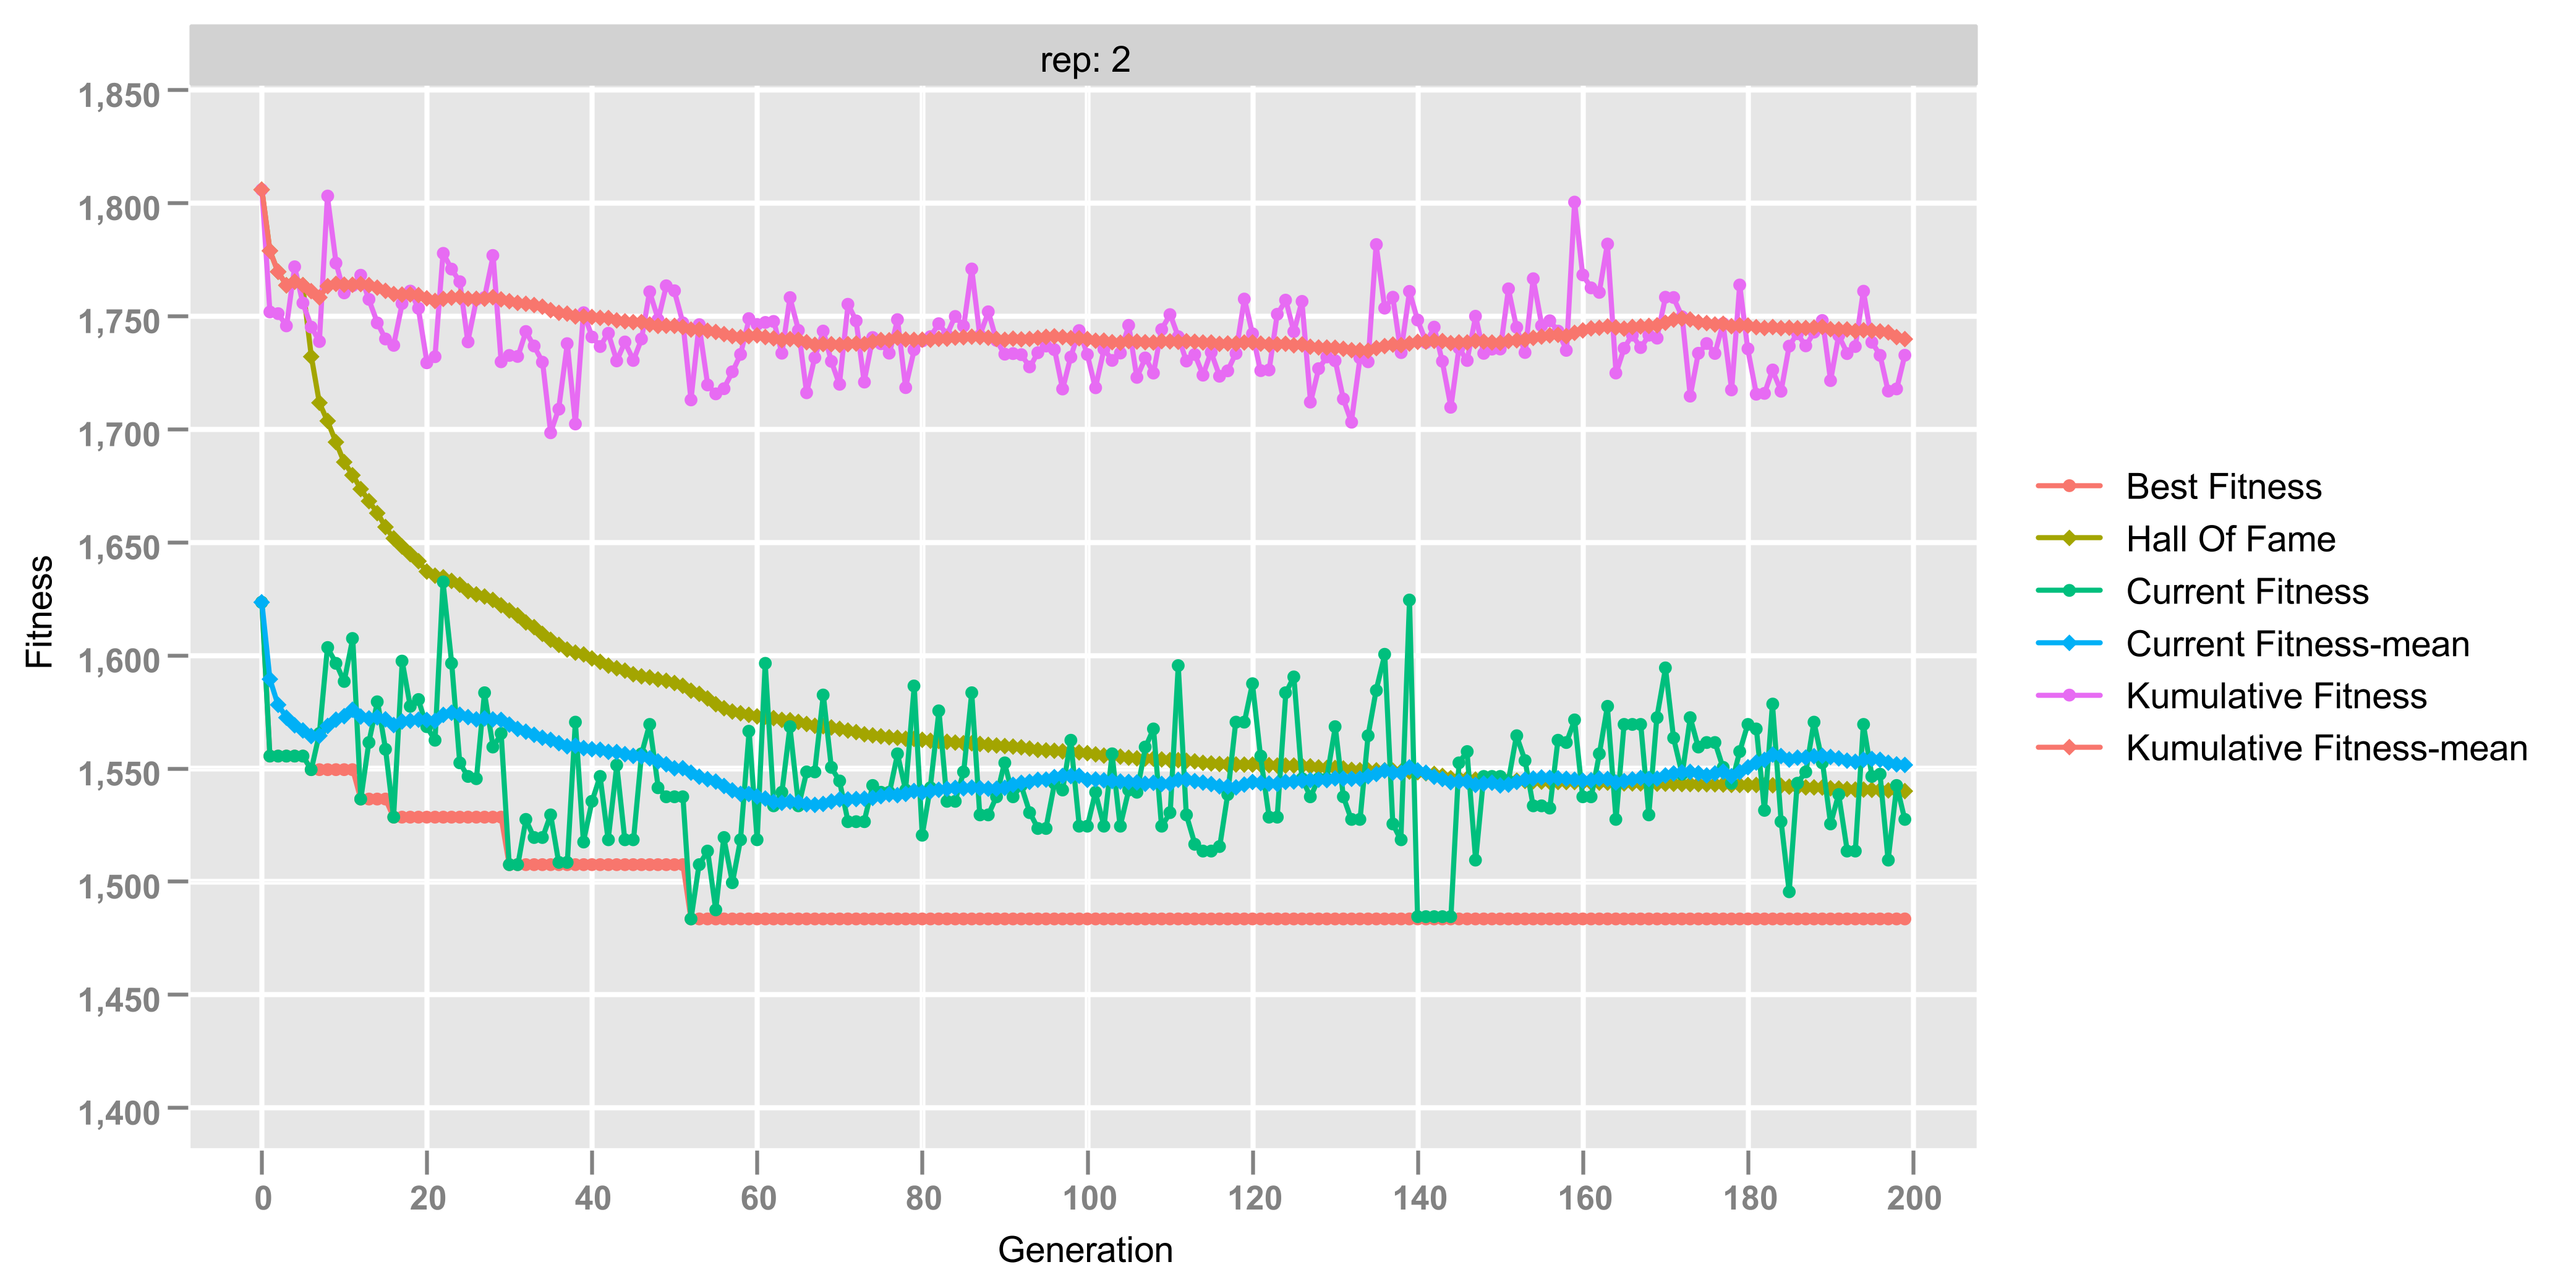 rep: 2
1,850
1,800
1,750
1,700
1,650
1,600
1,550
1,500
1,450
1,400
Fitness
0 20 40 60 80 100 120 140 160 180 200
Generation
Best Fitness
Hall Of Fame
Current Fitness
Current Fitness-mean
Kumulative Fitness
Kumulative Fitness-mean